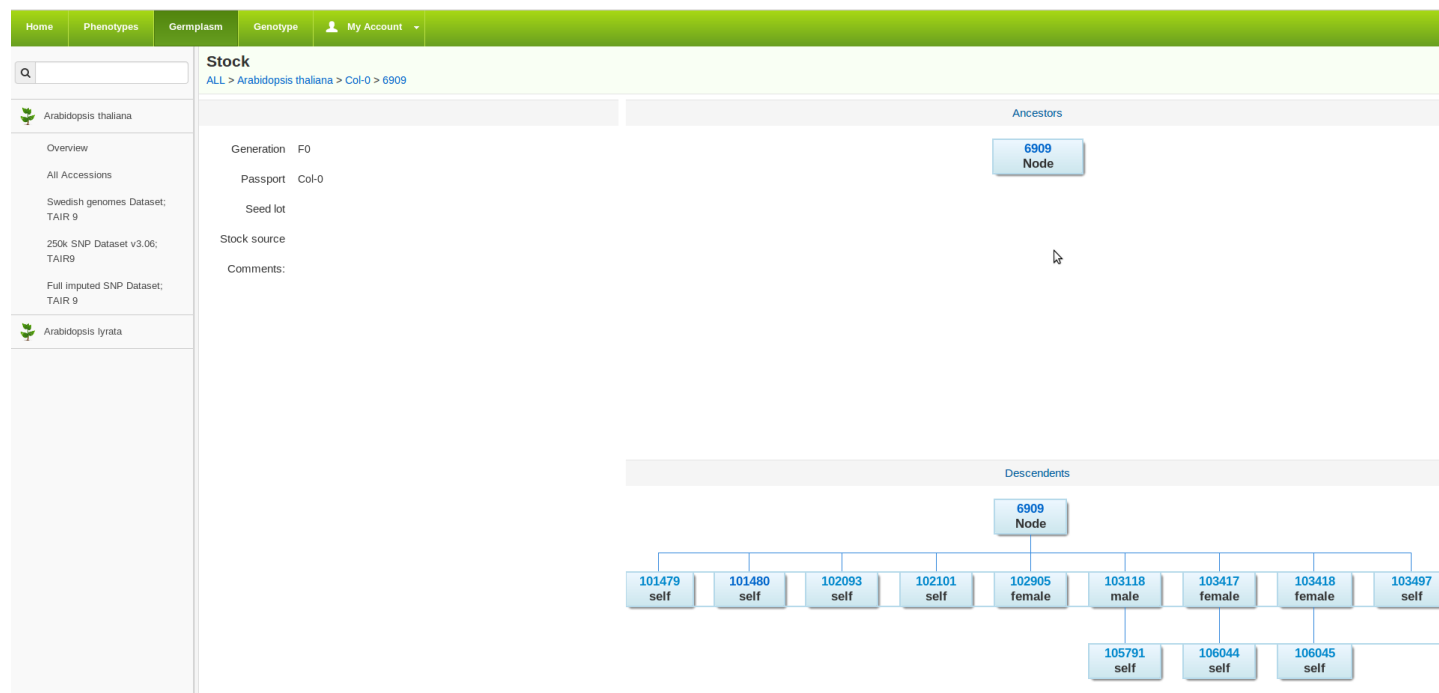 Home Phenotypes Germplasm Genotype My Account
Stock
ALL > Arabidopsis thaliana > Col-0 > 6909
Arabidopsis thaliana
Overview
All Accessions
Swedish genomes Dataset;
TAIR 9
250k SNP Dataset v3.06;
TAIR9
Full imputed SNP Dataset;
TAIR 9
Arabidopsis lyrata
Generation F0
Passport Col-0
Seed lot
Stock source
Comments:
Ancestors
6909
Node
Descendents
6909
Node
101479 101480 102093 102101 102905 103118 103417 103418 103497
self self self self female male female female self
105791 106044 106045
self self self